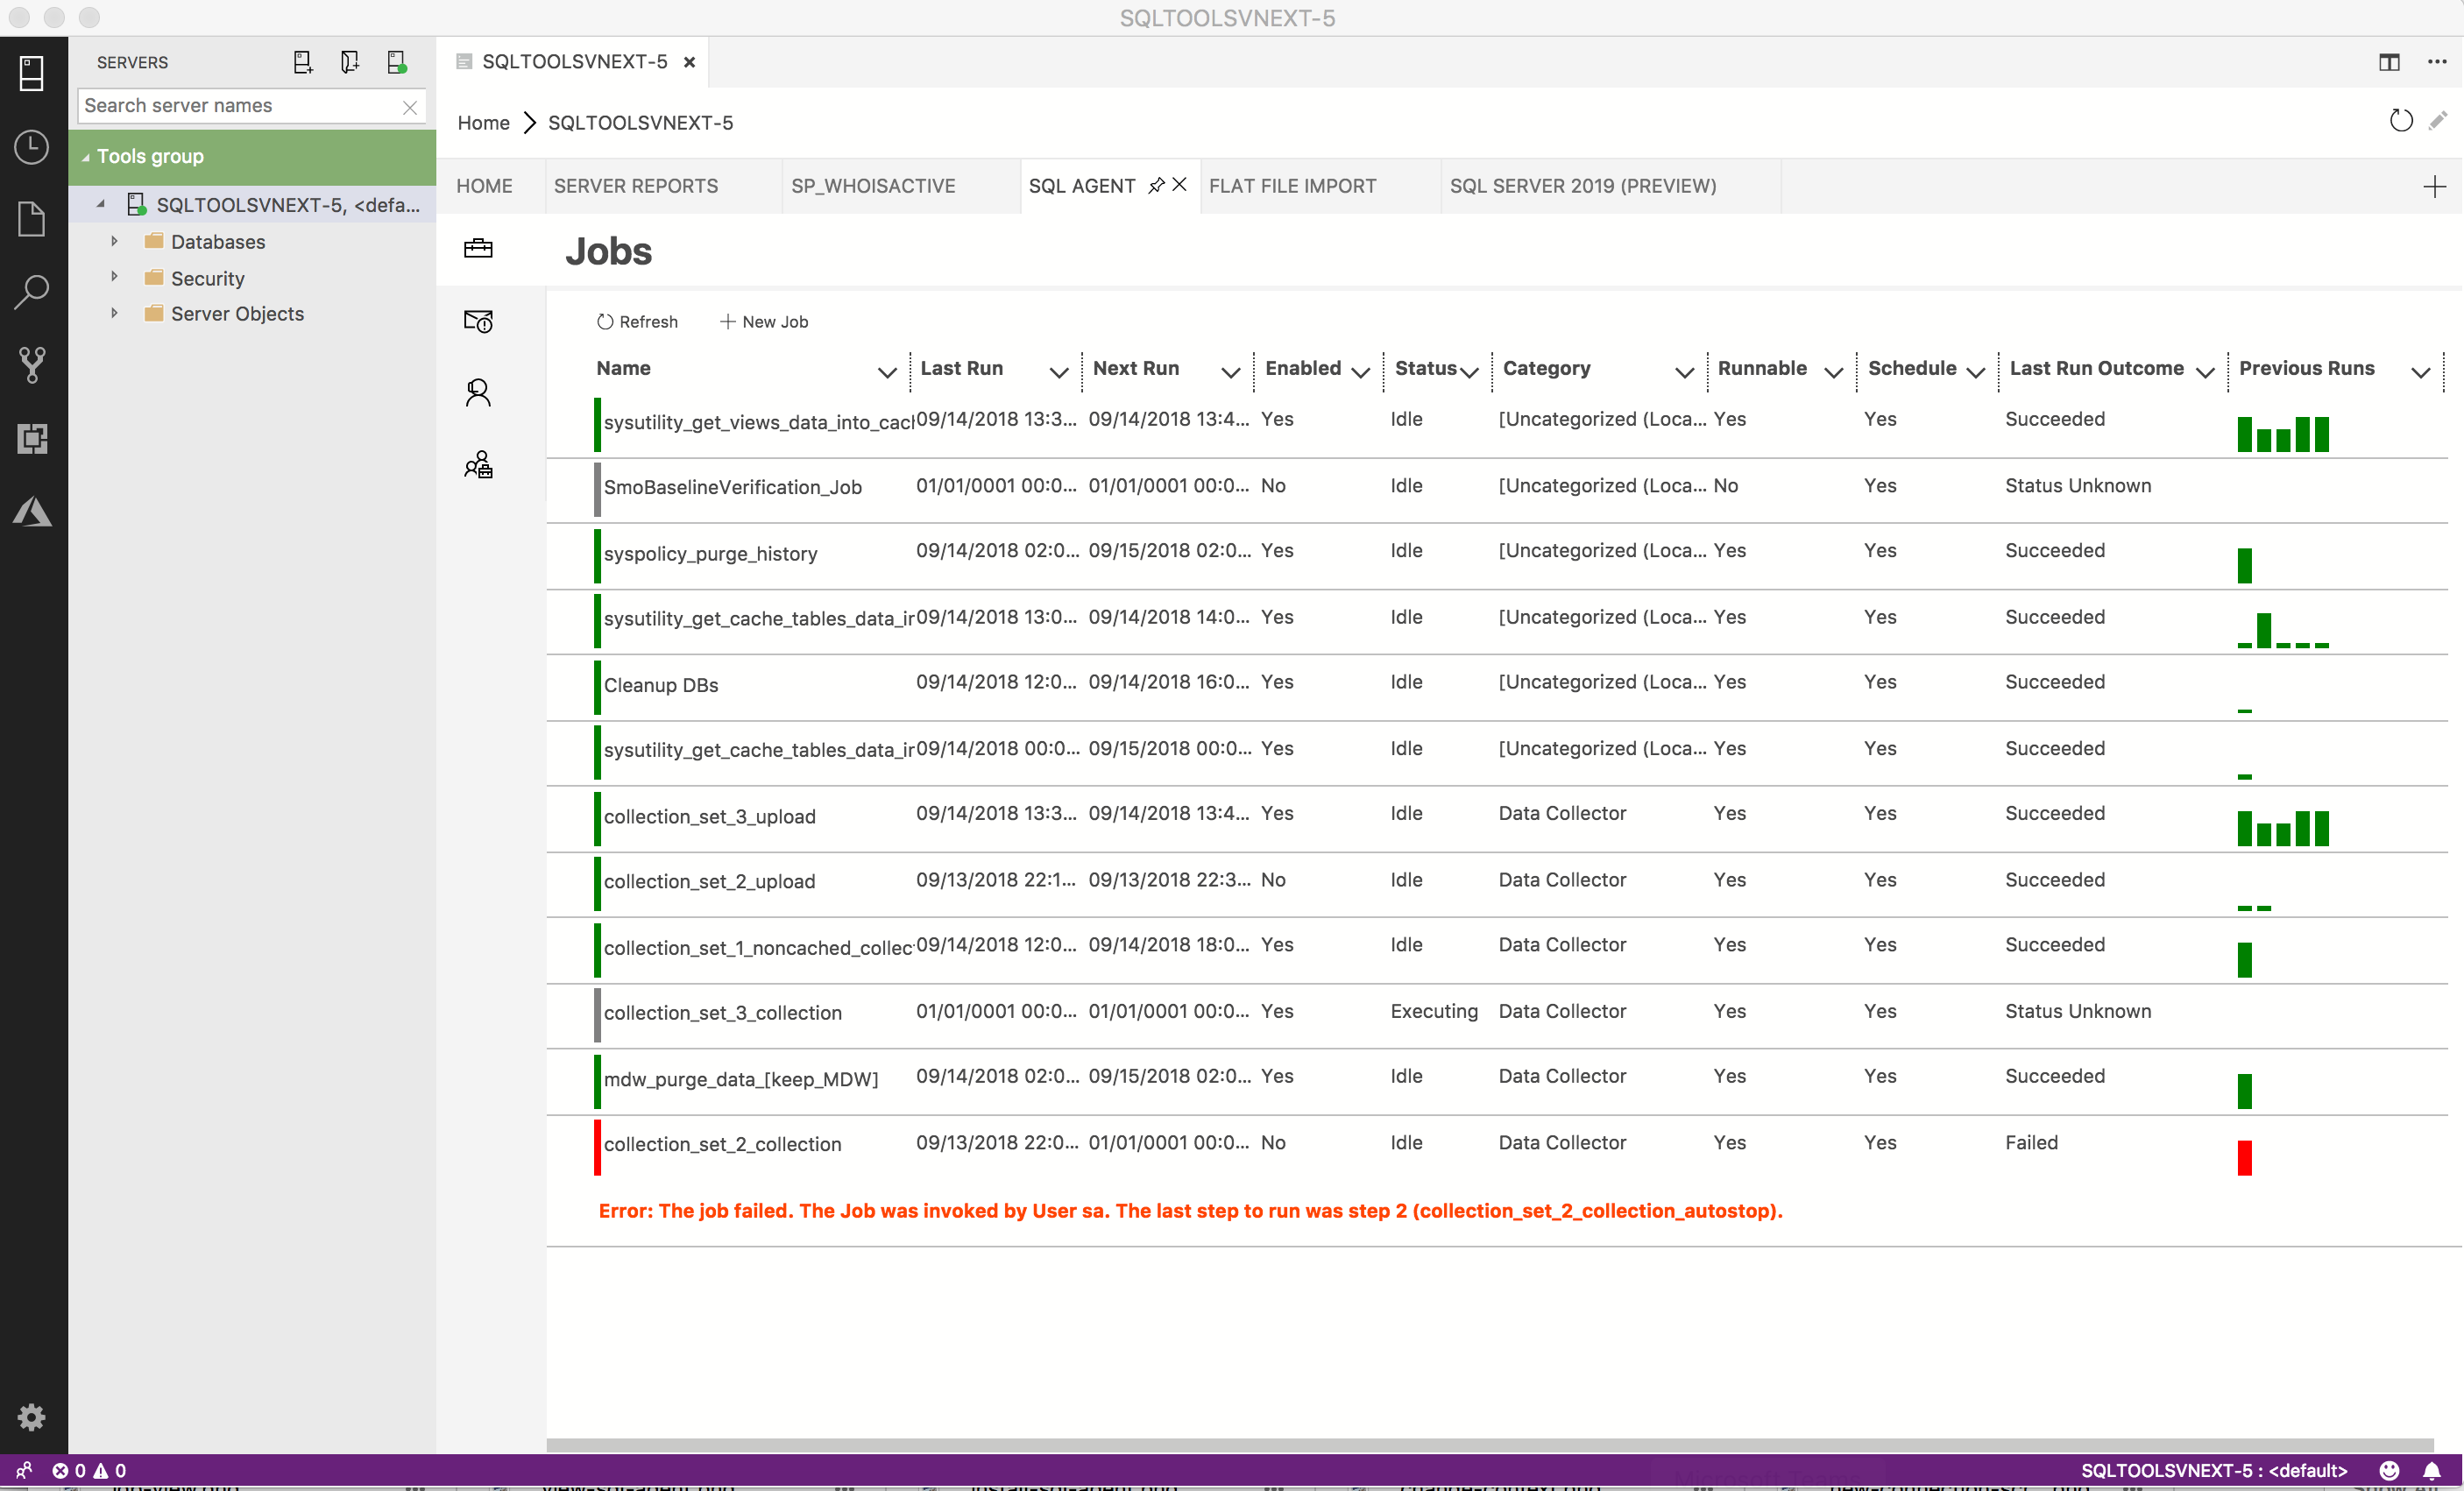 SQLTOOLSVNEXT-5
SERVERS
SQLTOOLSVNEXT-5
Search server names
Home SQLTOOLSVNEXT-5
Tools group
HOME SERVER REPORTS SP_WHOISACTIVE SQL AGENT FLAT FILE IMPORT SQL SERVER 2019 (PREVIEW)
SQLTOOLSVNEXT-5, <defa...
Databases
Security
Server Objects
Jobs
Refresh New Job
Name Last Run Next Run Enabled Status Category Runnable Schedule Last Run Outcome Previous Runs
sysutility_get_views_data_into_cach 09/14/2018 13:3... 09/14/2018 13:4... Yes Idle [Uncategorized (Loca... Yes Yes Succeeded
SmoBaselineVerification_Job 01/01/0001 00:0... 01/01/0001 00:0... No Idle [Uncategorized (Loca... No Yes Status Unknown
syspolicy_purge_history 09/14/2018 02:0... 09/15/2018 02:0... Yes Idle [Uncategorized (Loca... Yes Yes Succeeded
sysutility_get_cache_tables_data_ir 09/14/2018 13:0... 09/14/2018 14:0... Yes Idle [Uncategorized (Loca... Yes Yes Succeeded
Cleanup DBs 09/14/2018 12:0... 09/14/2018 16:0... Yes Idle [Uncategorized (Loca... Yes Yes Succeeded
sysutility_get_cache_tables_data_ir 09/14/2018 00:0... 09/15/2018 00:0... Yes Idle [Uncategorized (Loca... Yes Yes Succeeded
collection_set_3_upload 09/14/2018 13:3... 09/14/2018 13:4... Yes Idle Data Collector Yes Yes Succeeded
collection_set_2_upload 09/13/2018 22:1... 09/13/2018 22:3... No Idle Data Collector Yes Yes Succeeded
collection_set_1_noncached_collec 09/14/2018 12:0... 09/14/2018 18:0... Yes Idle Data Collector Yes Yes Succeeded
collection_set_3_collection 01/01/0001 00:0... 01/01/0001 00:0... Yes Executing Data Collector Yes Yes Status Unknown
mdw_purge_data_[keep_MDW] 09/14/2018 02:0... 09/15/2018 02:0... Yes Idle Data Collector Yes Yes Succeeded
collection_set_2_collection 09/13/2018 22:0... 01/01/0001 00:0... No Idle Data Collector Yes Yes Failed
Error: The job failed. The Job was invoked by User sa. The last step to run was step 2 (collection_set_2_collection_autostop).
0 0 SQLTOOLSVNEXT-5 : <default>